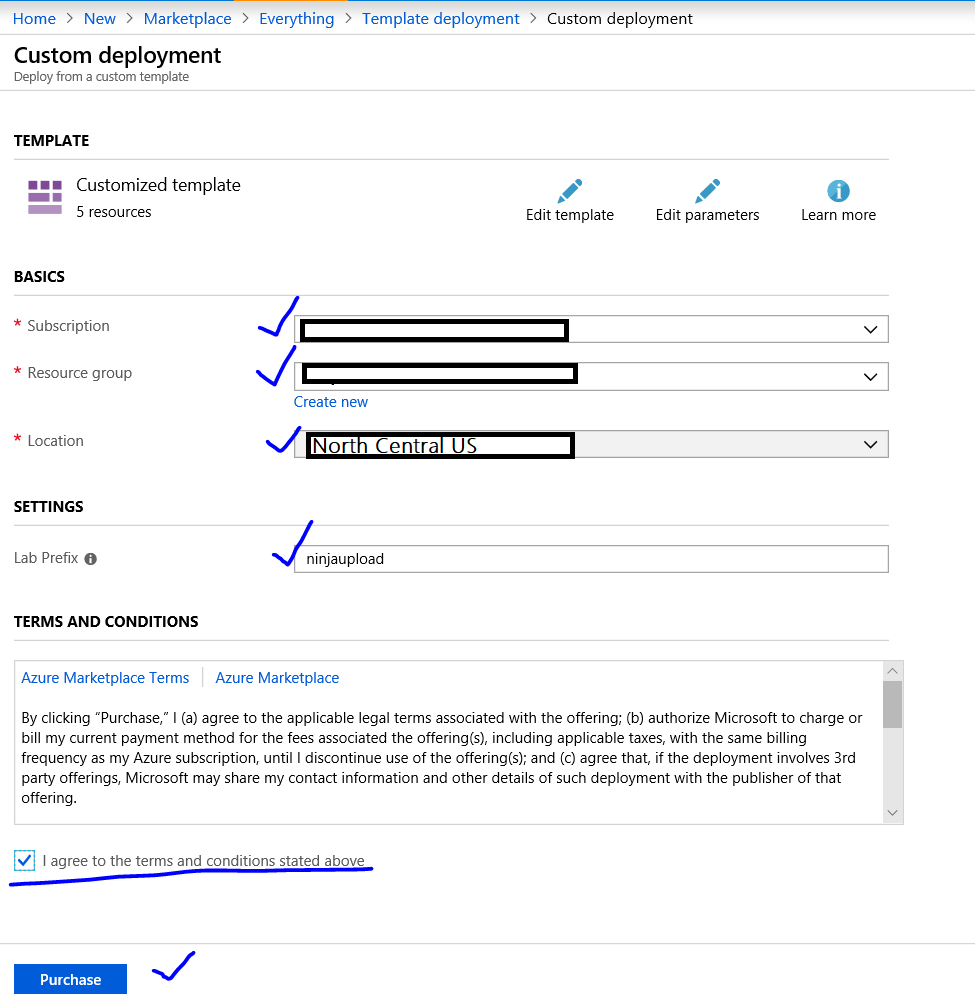 Home > New > Marketplace > Everything > Template deployment > Custom deployment
Custom deployment
Deploy from a custom template
TEMPLATE
Customized template
5 resources
Edit template
Edit parameters
Learn more
BASICS
* Subscription
* Resource group
Create new
* Location
North Central US
SETTINGS
Lab Prefix
ninjaupload
TERMS AND CONDITIONS
Azure Marketplace Terms
Azure Marketplace
By clicking “Purchase,” I (a) agree to the applicable legal terms associated with the offering; (b) authorize Microsoft to charge or
bill my current payment method for the fees associated the offering(s), including applicable taxes, with the same billing
frequency as my Azure subscription, until I discontinue use of the offering(s); and (c) agree that, if the deployment involves 3rd
party offerings, Microsoft may share my contact information and other details of such deployment with the publisher of that
offering.
I agree to the terms and conditions stated above
Purchase